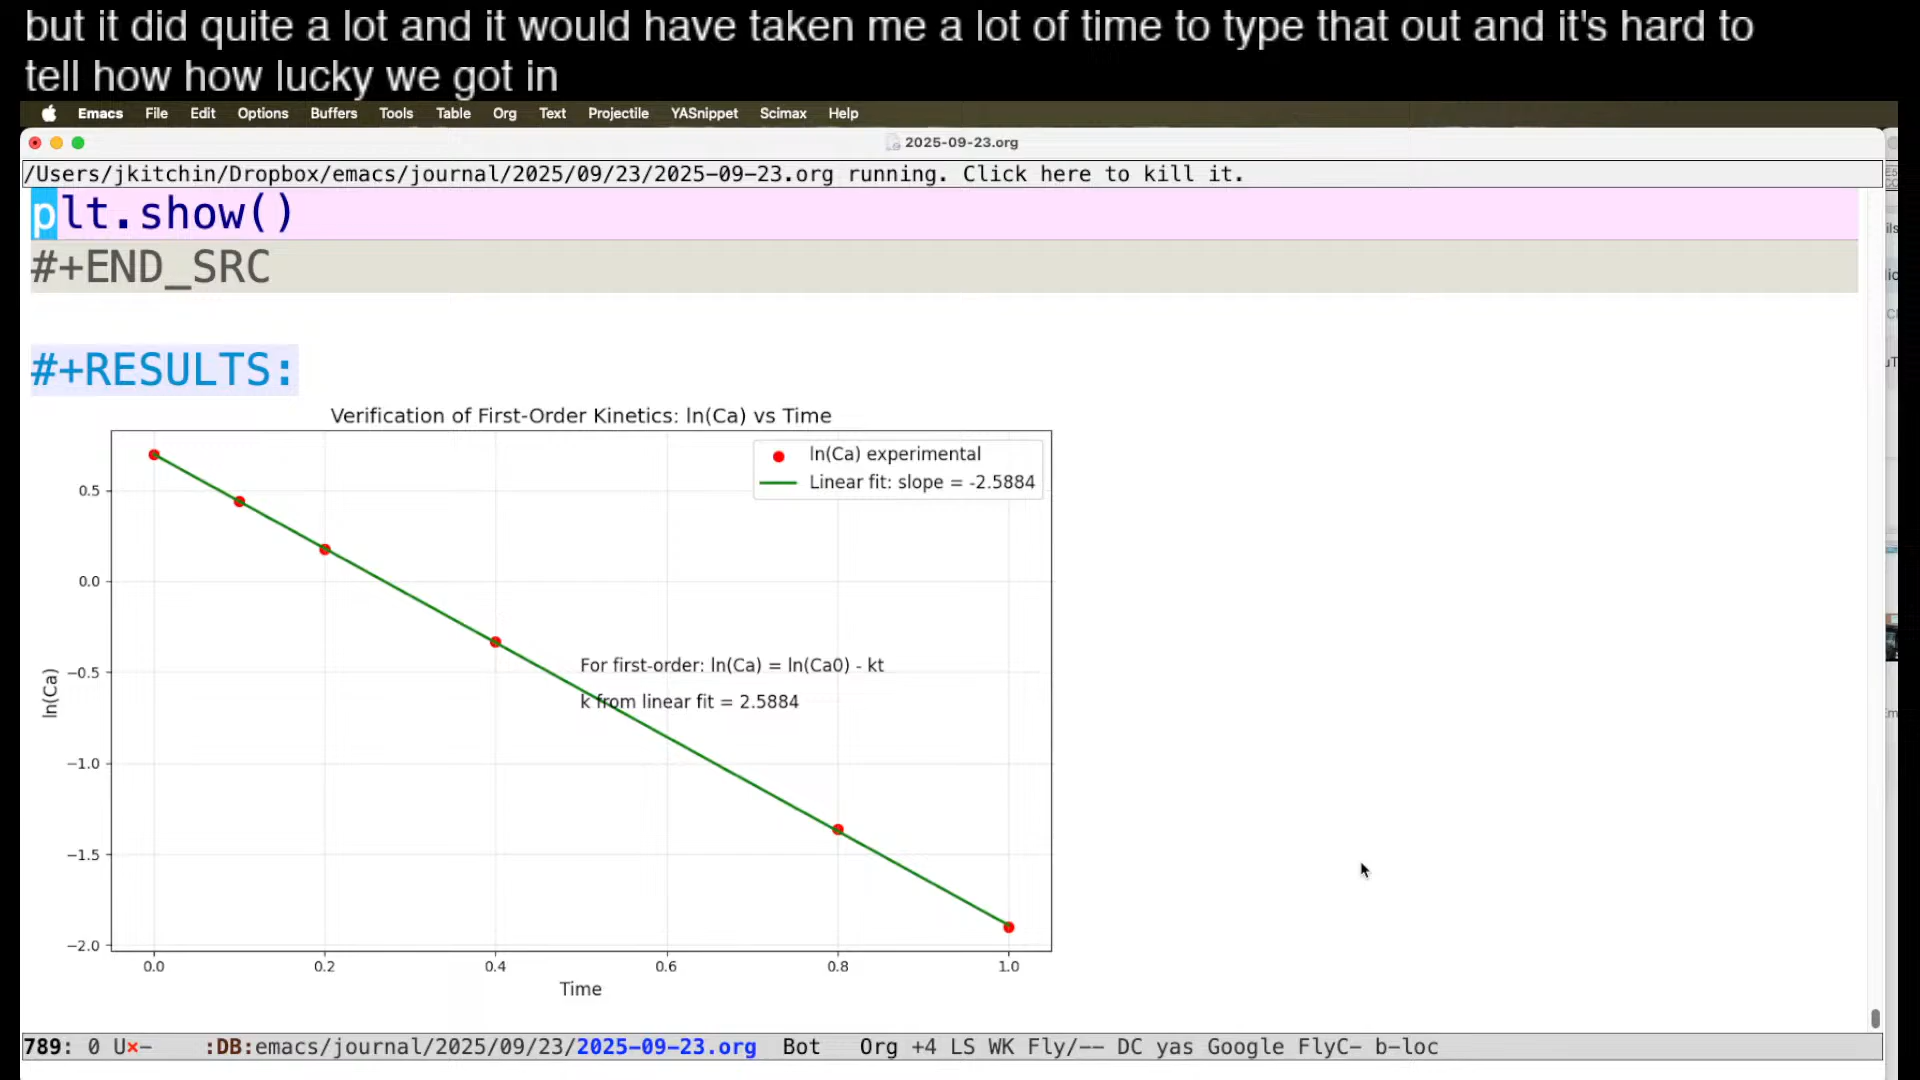 but it did quite a lot and it would have taken me a lot of time to type that out and it's hard to
tell how how lucky we got in
Emacs File Edit Options Buffers Tools Table Org Text Projectile YASnippet Scimax Help
2025-09-23.org
/Users/jkitchin/Dropbox/emacs/journal/2025/09/23/2025-09-23.org running. Click here to kill it.
plt.show()
#+END_SRC
#+RESULTS:
Verification of First-Order Kinetics: ln(Ca) vs Time
ln(Ca) experimental
Linear fit: slope = -2.5884
0.5
0.0
−0.5
−1.0
−1.5
−2.0
ln(Ca)
For first-order: ln(Ca) = ln(Ca0) - kt
k from linear fit = 2.5884
0.0 0.2 0.4 0.6 0.8 1.0
Time
789: 0 U×— :DB:emacs/journal/2025/09/23/2025-09-23.org Bot Org +4 LS WK Fly/-- DC yas Google FlyC- b-loc